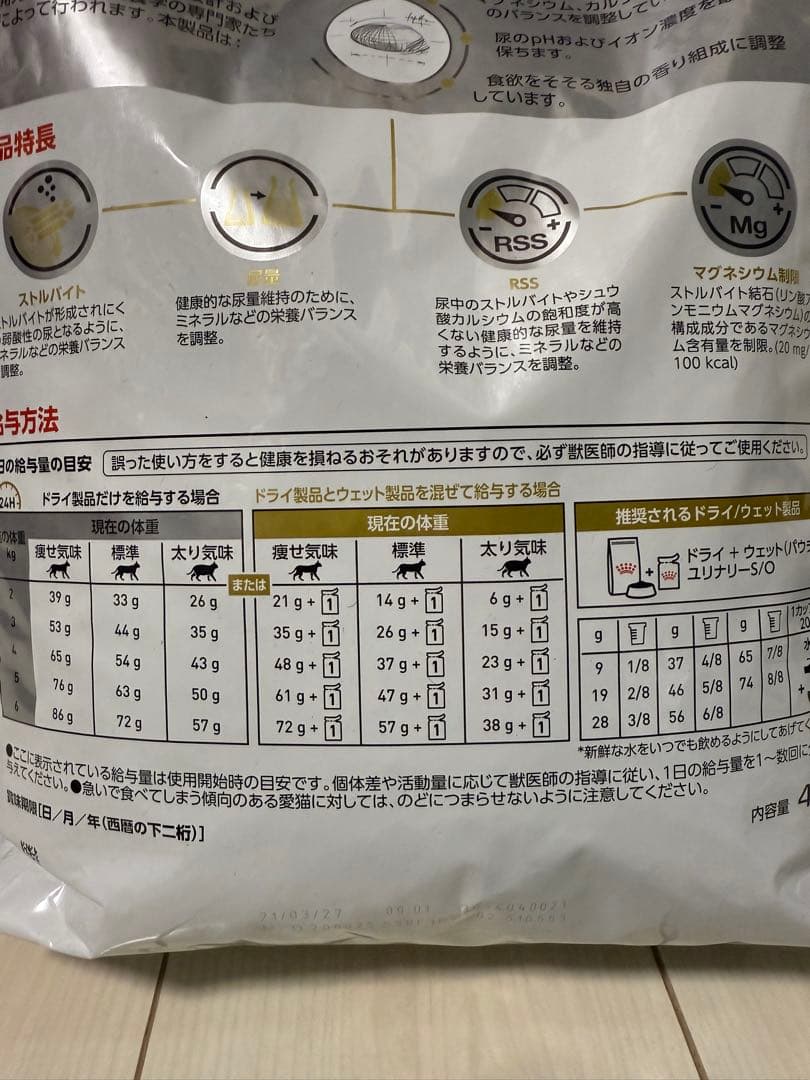 学の専門家たち
によって行われます。本製品は:
のバランスを調整してい
尿のpHおよびイオン濃度を
保ちます。
食欲をそそる独自の香り組成に調整
しています。
品特長
RSS
Mg
ストルバイト
トルバイトが形成されにく
弱酸性の尿となるように、
ネラルなどの栄養バランス
調整。
尿量
健康的な尿量維持のために、
ミネラルなどの栄養バランス
を調整。
RSS
尿中のストルバイトやシュウ
酸カルシウムの飽和度が高
くない健康的な尿量を維持
するように、ミネラルなどの
栄養バランスを調整。
マグネシウム制限
ストルバイト結石(リン酸ア
ンモニウムマグネシウム)の
構成成分であるマグネシウ
ム含有量を制限。(20 mg/
100 kcal)
給与方法
日の給与量の目安 誤った使い方をすると健康を損ねるおそれがありますので、必ず獣医師の指導に従ってご使用ください。
24H ドライ製品だけを給与する場合
現在の体重
kg 痩せ気味 標準 太り気味
2 39 g 33 g 26 g
3 53 g 44 g 35 g
4 65 g 54 g 43 g
5 76 g 63 g 50 g
6 86 g 72 g 57 g
または
ドライ製品とウェット製品を混ぜて給与する場合
現在の体重
痩せ気味 標準 太り気味
21 g + 1 14 g + 1 6 g + 1
35 g + 1 26 g + 1 15 g + 1
48 g + 1 37 g + 1 23 g + 1
61 g + 1 47 g + 1 31 g + 1
72 g + 1 57 g + 1 38 g + 1
推奨されるドライ/ウェット製品
ドライ + ウェット(パウチ
ユリナリーS/O
g g g 1カップ
9 1/8 37 4/8 65 7/8
19 2/8 46 5/8 74 8/8
28 3/8 56 6/8
*新鮮な水をいつでも飲めるようにしてあげてく
●ここに表示されている給与量は使用開始時の目安です。個体差や活動量に応じて獣医師の指導に従い、1日の給与量を1〜数回に
与えてください。●急いで食べてしまう傾向のある愛猫に対しては、のどにつまらせないように注意してください。
賞味期限[日/月/年(西暦の下二桁)]
内容量 4
21/03/27